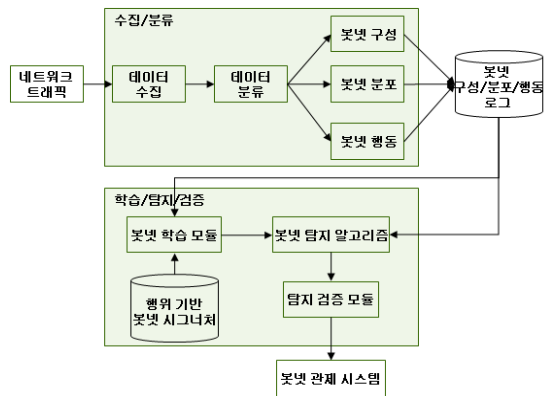 수집/분류
네트워크
트래픽
데이터
수집
데이터
분류
봇넷 구성
봇넷 분포
봇넷 행동
봇넷
구성/분포/행동
로그
학습/탐지/검증
봇넷 학습 모듈
봇넷 탐지 알고리즘
행위 기반
봇넷 시그너처
탐지 검증 모듈
봇넷 관제 시스템